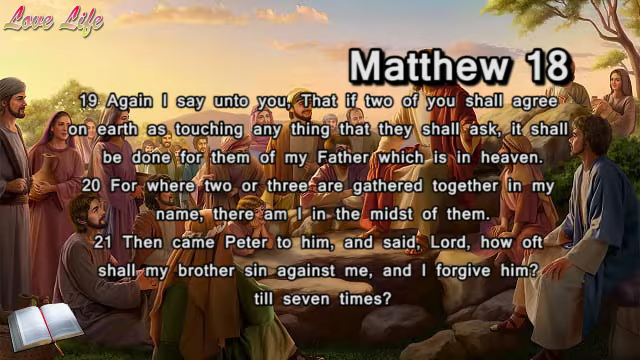 Love Life
Matthew 18
19 Again I say unto you, That if two of you shall agree
on earth as touching any thing that they shall ask, it shall
be done for them of my Father which is in heaven.
20 For where two or three are gathered together in my
name, there am I in the midst of them.
21 Then came Peter to him, and said, Lord, how oft
shall my brother sin against me, and I forgive him?
till seven times?